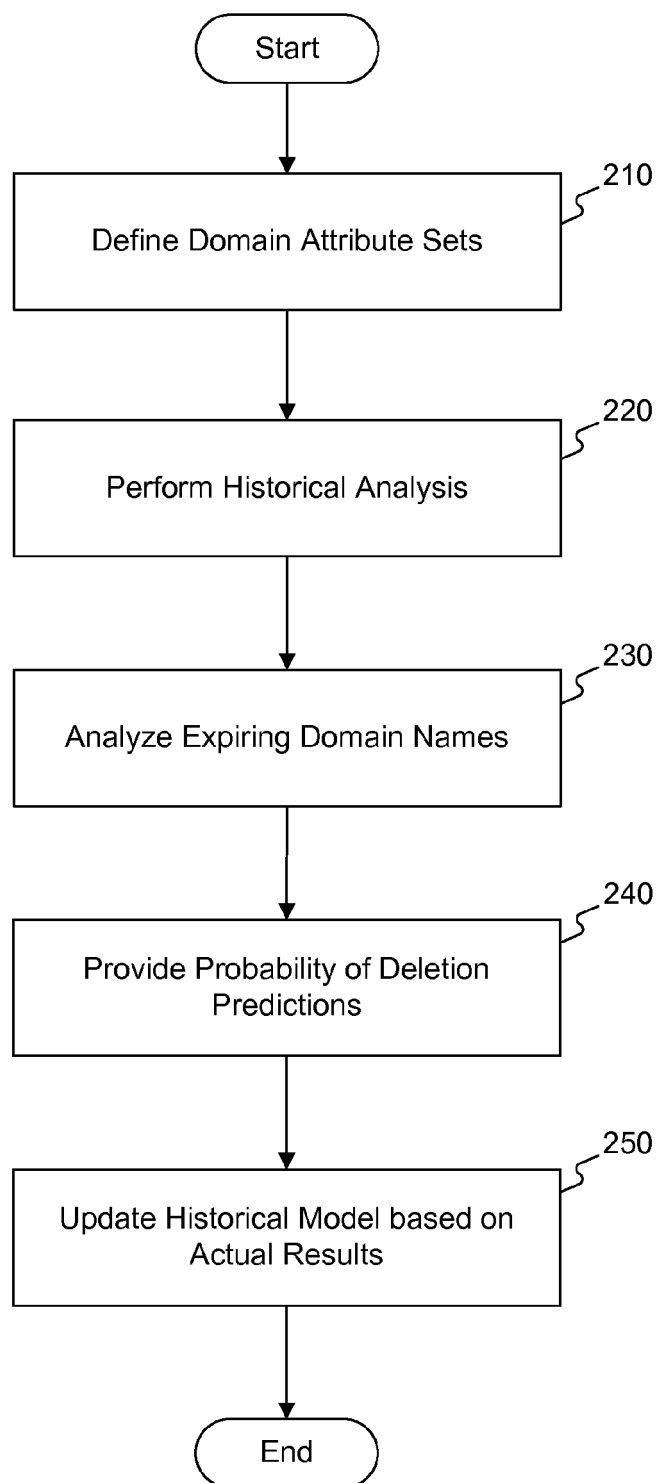 Start
210
Define Domain Attribute Sets
220
Perform Historical Analysis
230
Analyze Expiring Domain Names
240
Provide Probability of Deletion
Predictions
250
Update Historical Model based on
Actual Results
End